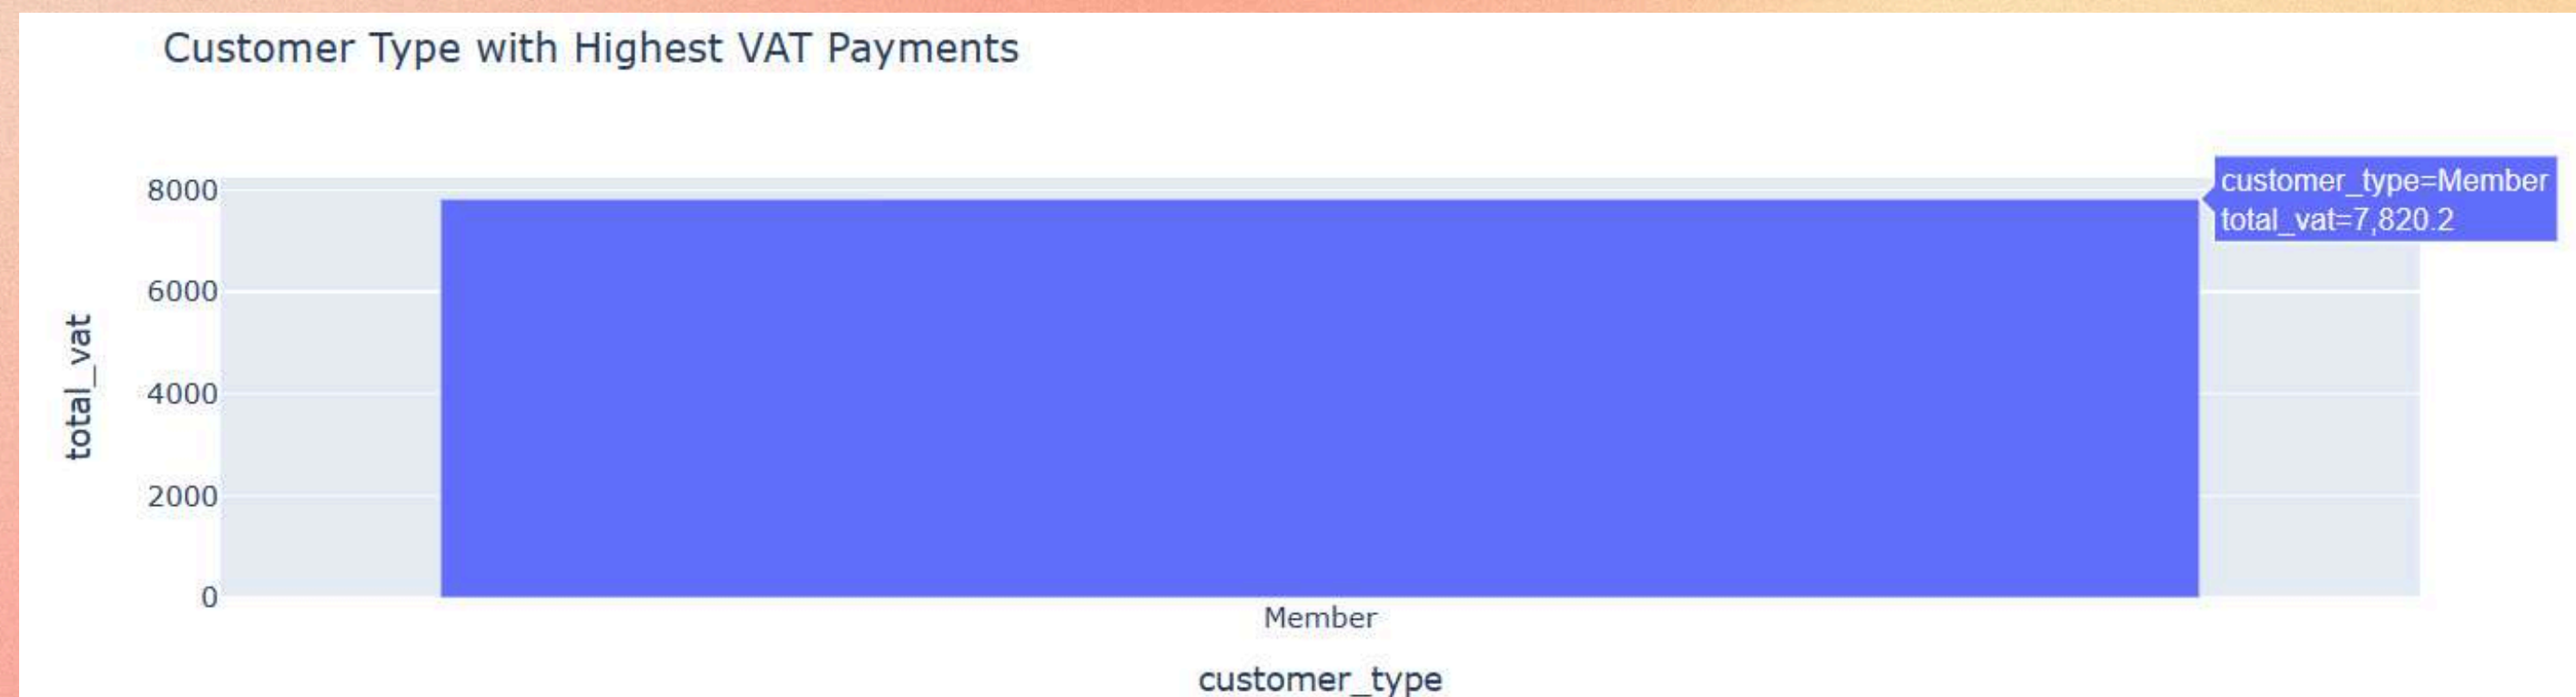 Customer Type with Highest VAT Payments
8000
customer_type=Member
total_vat=7,820.2
6000
4000
2000
0
total_vat
Member
customer_type